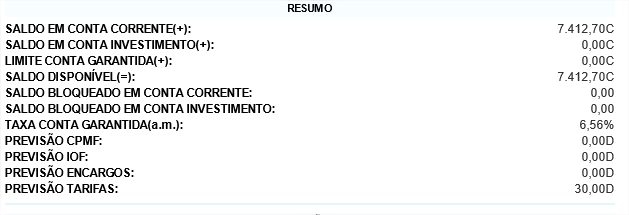 RESUMO
SALDO EM CONTA CORRENTE(+): 7.412,70C
SALDO EM CONTA INVESTIMENTO(+): 0,00C
LIMITE CONTA GARANTIDA(+): 0,00C
SALDO DISPONÍVEL(=): 7.412,70C
SALDO BLOQUEADO EM CONTA CORRENTE: 0,00
SALDO BLOQUEADO EM CONTA INVESTIMENTO: 0,00
TAXA CONTA GARANTIDA(a.m.): 6,56%
PREVISÃO CPMF: 0,00D
PREVISÃO IOF: 0,00D
PREVISÃO ENCARGOS: 0,00D
PREVISÃO TARIFAS: 30,00D